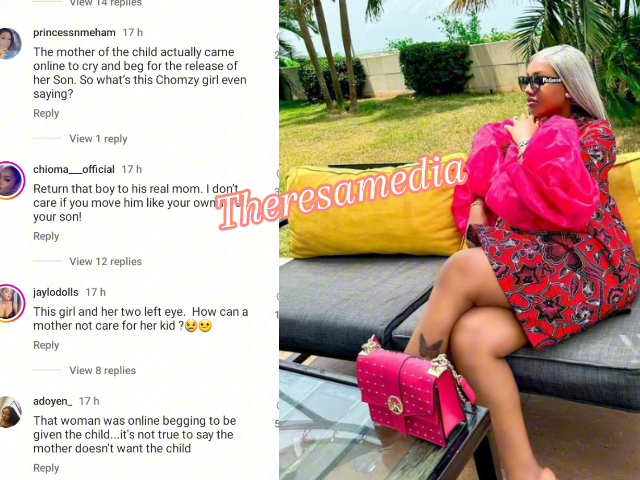 View 14 replies
princessnmeham 17 h
The mother of the child actually came
online to cry and beg for the release of
her Son. So what's this Chomzy girl even
saying?
Reply
View 1 reply
chioma___official 17 h
Return that boy to his real mom. I don't
care if you move him like your own
your son!
Reply
View 12 replies
jaylodolls 17 h
This girl and her two left eye. How can a
mother not care for her kid ?😢😕
Reply
View 8 replies
adoyen_ 17 h
That woman was online begging to be
given the child...it's not true to say the
mother doesn't want the child
Reply
Theresamedia